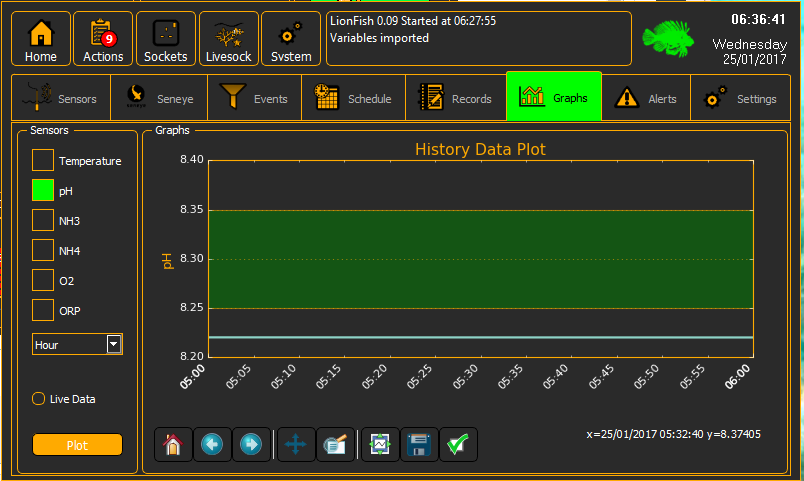 LionFish 0.09 Started at 06:27:55
Variables imported
06:36:41
Wednesday
25/01/2017
Home
Actions
9
Sockets
Livesock
System
Sensors
Seneye
Events
Schedule
Records
Graphs
Alerts
Settings
Sensors
Temperature
pH
NH3
NH4
O2
ORP
Hour
Live Data
Plot
Graphs
History Data Plot
pH
8.40
8.35
8.30
8.25
8.20
05:00
05:05
05:10
05:15
05:20
05:25
05:30
05:35
05:40
05:45
05:50
05:55
06:00
x=25/01/2017 05:32:40 y=8.37405